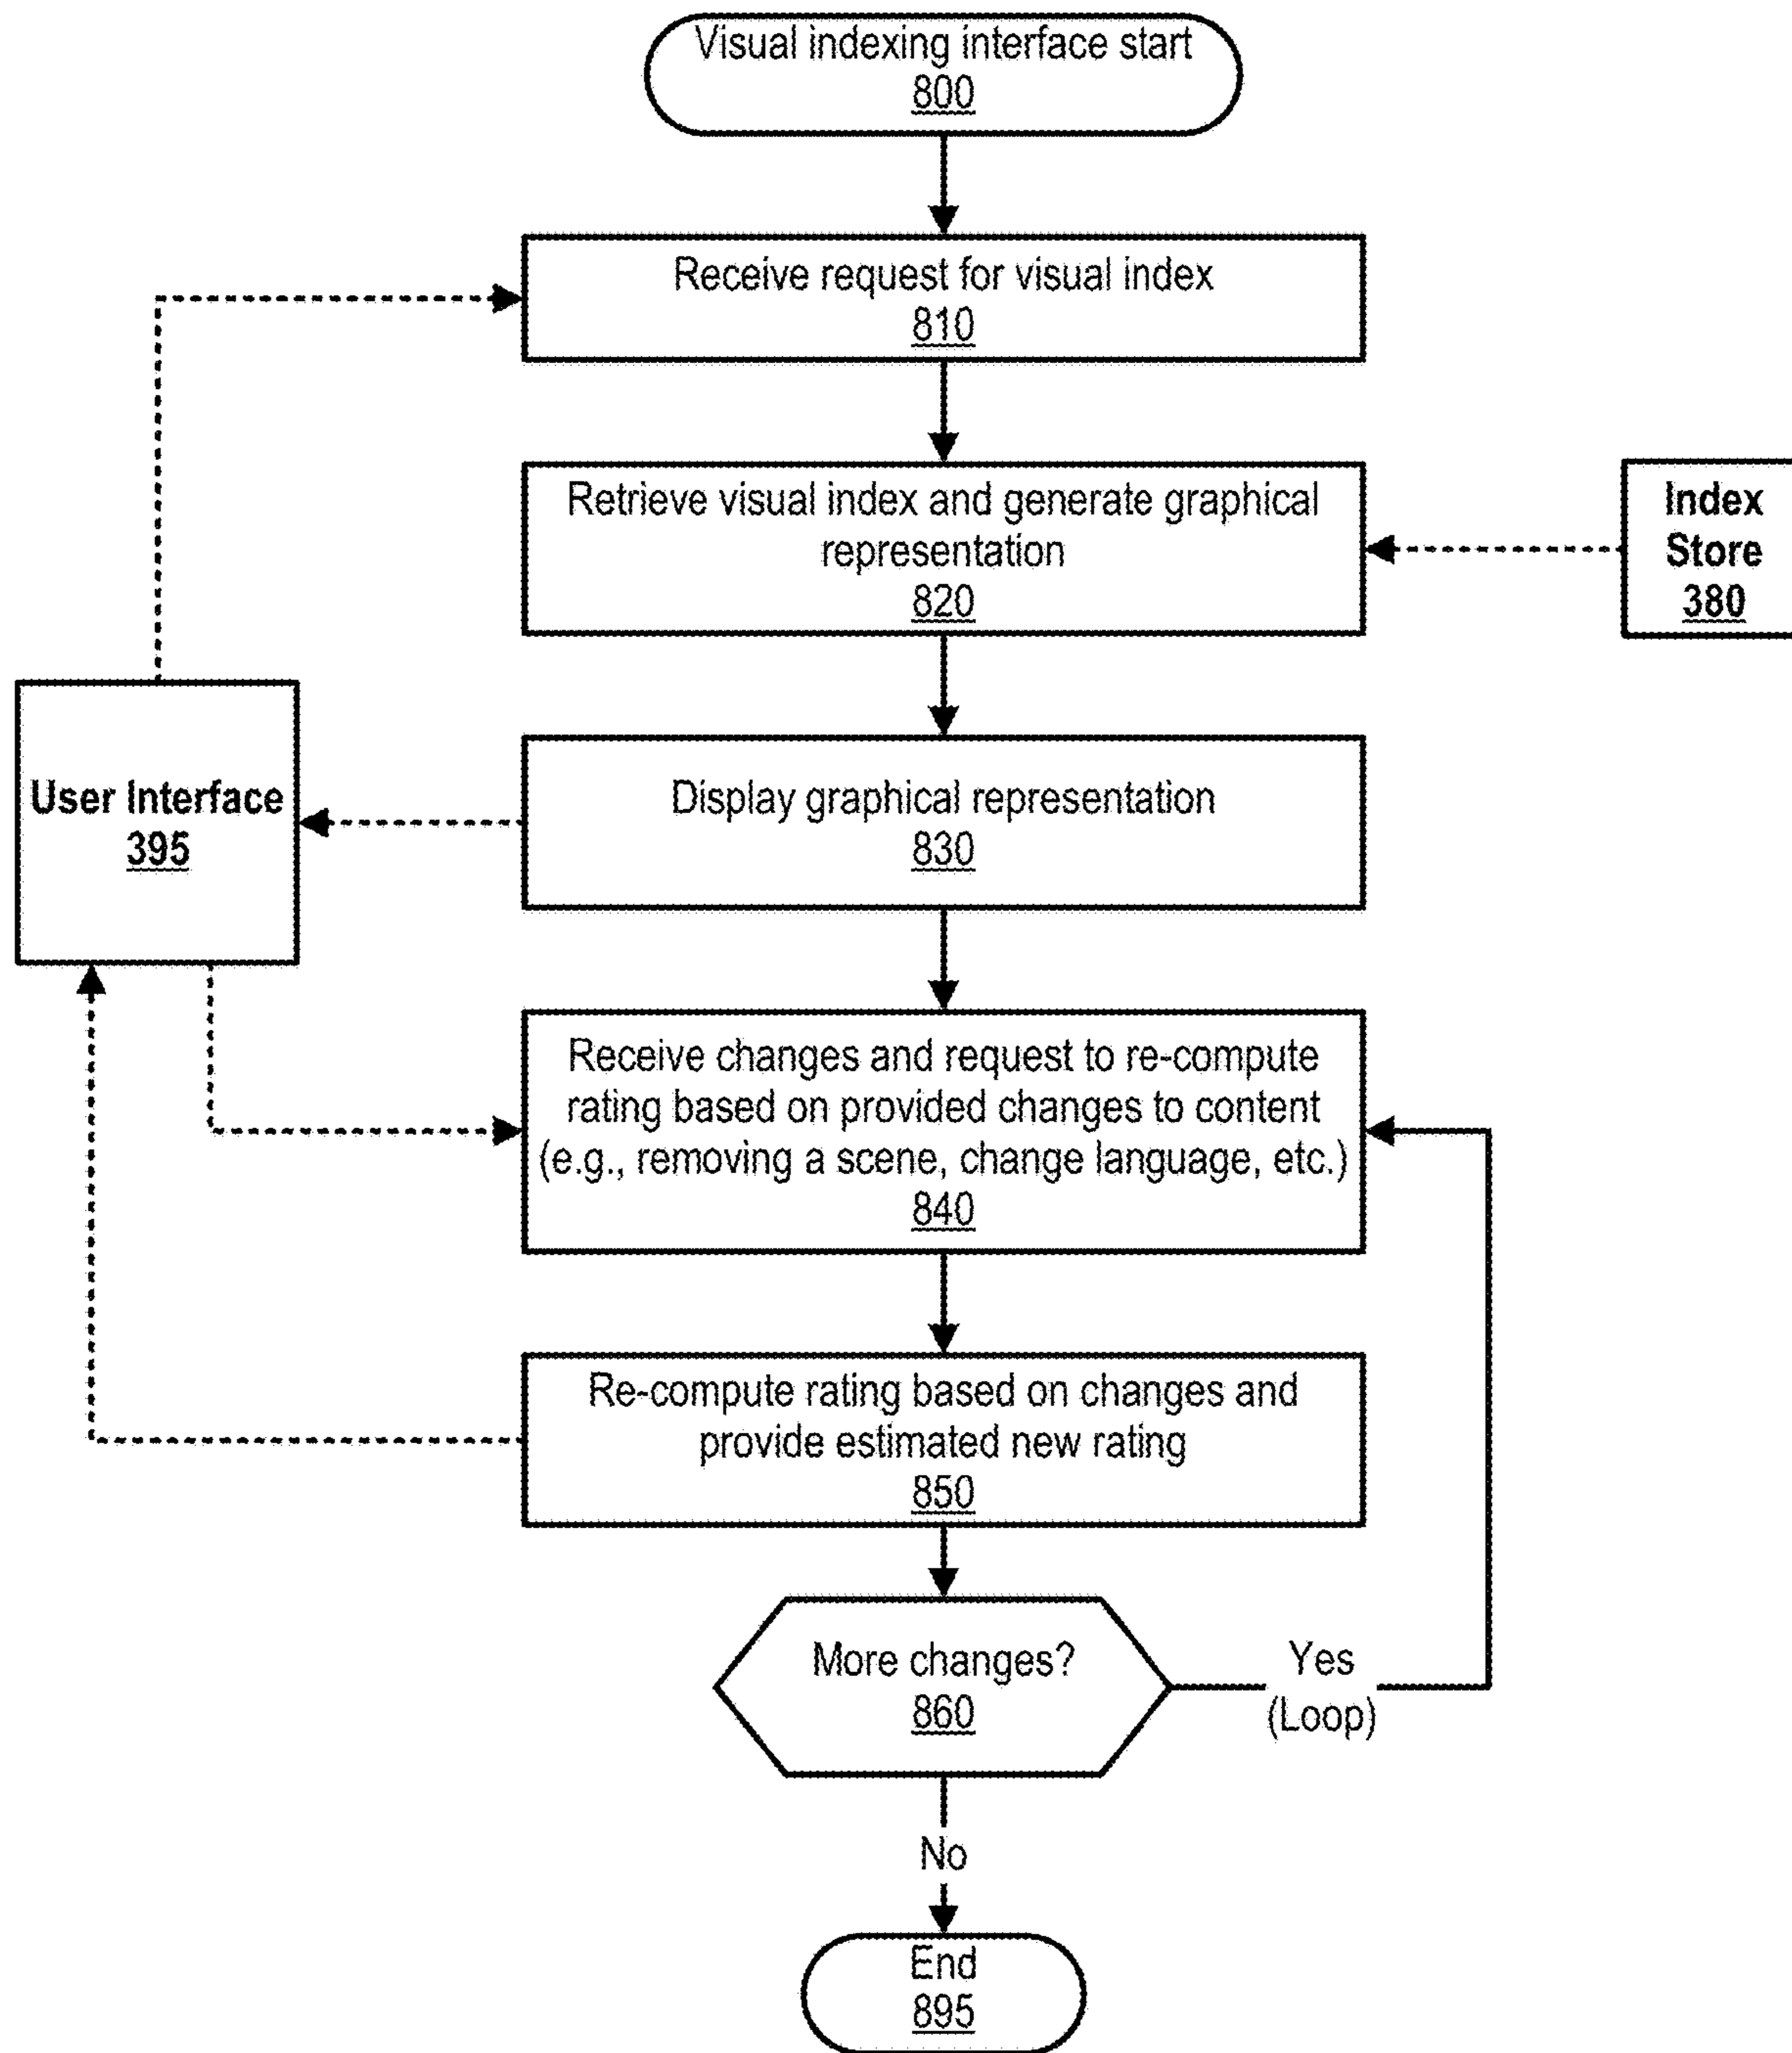 Visual indexing interface start
800
Receive request for visual index
810
Retrieve visual index and generate graphical
representation
820
Index
Store
380
User Interface
395
Display graphical representation
830
Receive changes and request to re-compute
rating based on provided changes to content
(e.g., removing a scene, change language, etc.)
840
Re-compute rating based on changes and
provide estimated new rating
850
More changes?
860
Yes
(Loop)
No
End
895